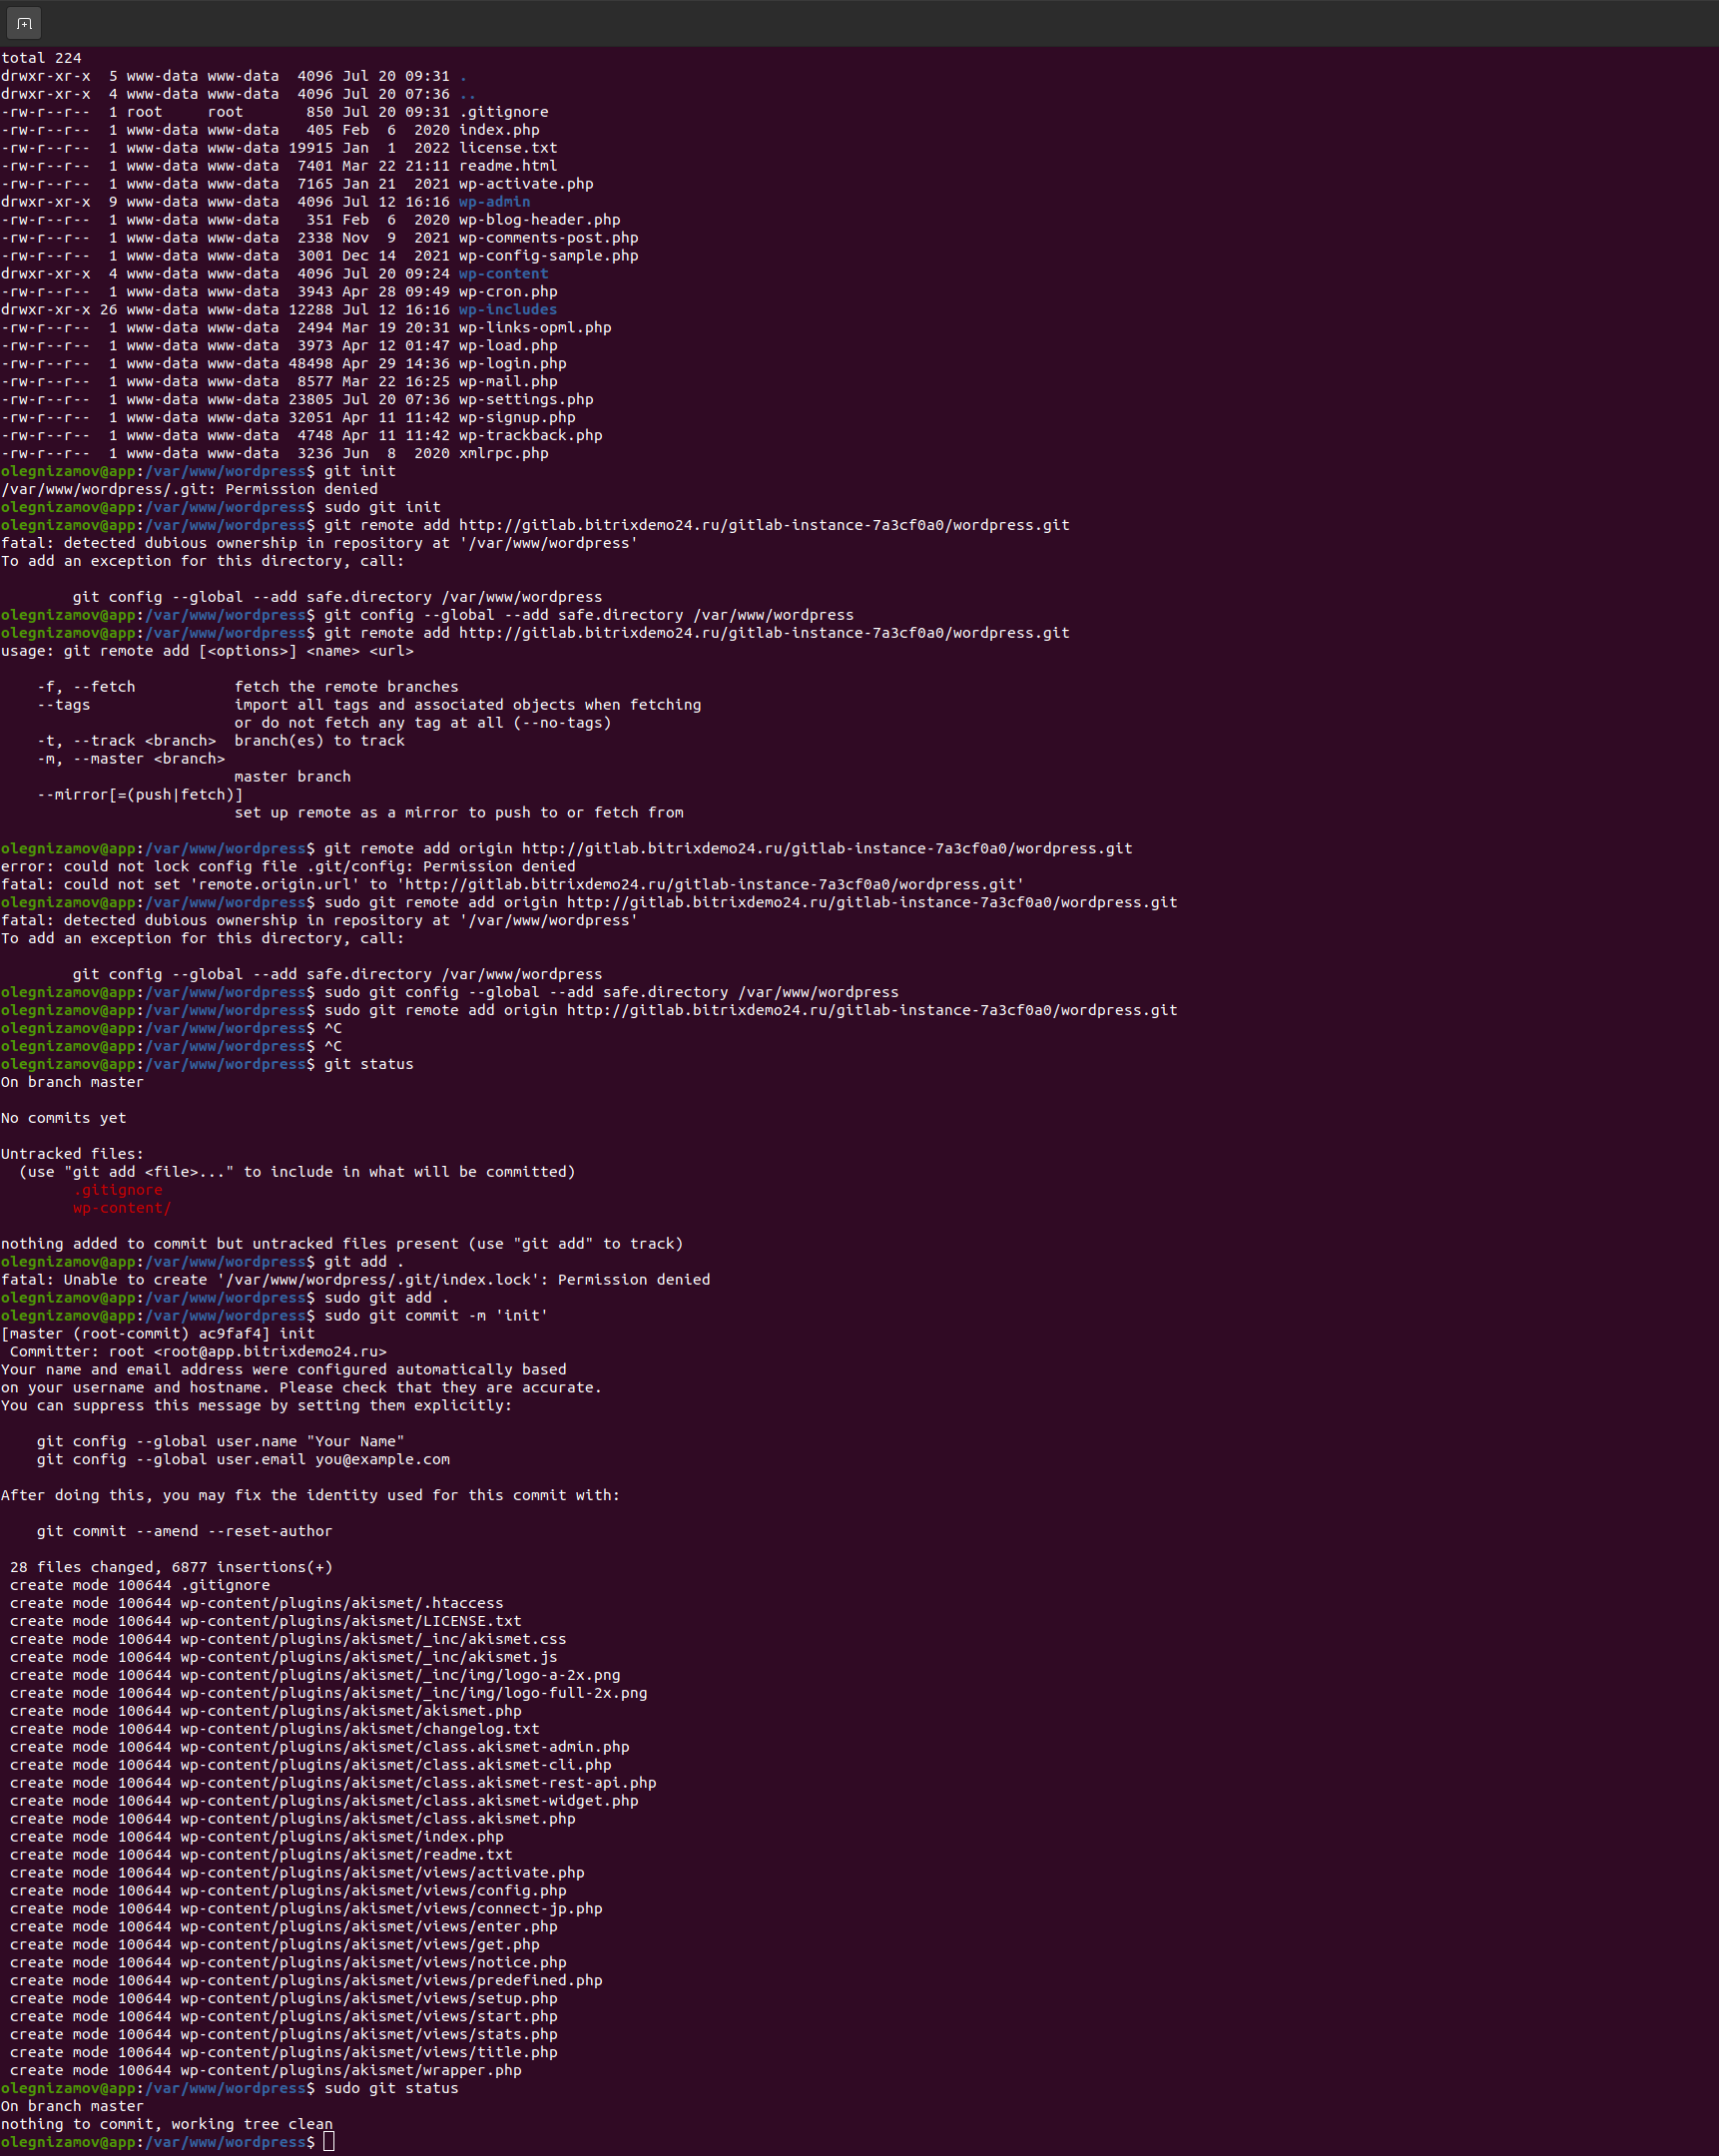 total 224
drwxr-xr-x  5 www-data www-data  4096 Jul 20 09:31 .
drwxr-xr-x  4 www-data www-data  4096 Jul 20 07:36 ..
-rw-r--r--  1 root     root       850 Jul 20 09:31 .gitignore
-rw-r--r--  1 www-data www-data   405 Feb  6  2020 index.php
-rw-r--r--  1 www-data www-data 19915 Jan  1  2022 license.txt
-rw-r--r--  1 www-data www-data  7401 Mar 22 21:11 readme.html
-rw-r--r--  1 www-data www-data  7165 Jan 21  2021 wp-activate.php
drwxr-xr-x  9 www-data www-data  4096 Jul 12 16:16 wp-admin
-rw-r--r--  1 www-data www-data   351 Feb  6  2020 wp-blog-header.php
-rw-r--r--  1 www-data www-data  2338 Nov  9  2021 wp-comments-post.php
-rw-r--r--  1 www-data www-data  3001 Dec 14  2021 wp-config-sample.php
drwxr-xr-x  4 www-data www-data  4096 Jul 20 09:24 wp-content
-rw-r--r--  1 www-data www-data  3943 Apr 28 09:49 wp-cron.php
drwxr-xr-x 26 www-data www-data 12288 Jul 12 16:16 wp-includes
-rw-r--r--  1 www-data www-data  2494 Mar 19 20:31 wp-links-opml.php
-rw-r--r--  1 www-data www-data  3973 Apr 12 01:47 wp-load.php
-rw-r--r--  1 www-data www-data 48498 Apr 29 14:36 wp-login.php
-rw-r--r--  1 www-data www-data  8577 Mar 22 16:25 wp-mail.php
-rw-r--r--  1 www-data www-data 23805 Jul 20 07:36 wp-settings.php
-rw-r--r--  1 www-data www-data 32051 Apr 11 11:42 wp-signup.php
-rw-r--r--  1 www-data www-data  4748 Apr 11 11:42 wp-trackback.php
-rw-r--r--  1 www-data www-data  3236 Jun  8  2020 xmlrpc.php
olegnizamov@app:/var/www/wordpress$ git init
/var/www/wordpress/.git: Permission denied
olegnizamov@app:/var/www/wordpress$ sudo git init
olegnizamov@app:/var/www/wordpress$ git remote add http://gitlab.bitrixdemo24.ru/gitlab-instance-7a3cf0a0/wordpress.git
fatal: detected dubious ownership in repository at '/var/www/wordpress'
To add an exception for this directory, call:
        git config --global --add safe.directory /var/www/wordpress
olegnizamov@app:/var/www/wordpress$ git config --global --add safe.directory /var/www/wordpress
olegnizamov@app:/var/www/wordpress$ git remote add http://gitlab.bitrixdemo24.ru/gitlab-instance-7a3cf0a0/wordpress.git
usage: git remote add [<options>] <name> <url>
    -f, --fetch           fetch the remote branches
    --tags                import all tags and associated objects when fetching
                          or do not fetch any tag at all (--no-tags)
    -t, --track <branch>  branch(es) to track
    -m, --master <branch>
                          master branch
    --mirror[=(push|fetch)]
                          set up remote as a mirror to push to or fetch from
olegnizamov@app:/var/www/wordpress$ git remote add origin http://gitlab.bitrixdemo24.ru/gitlab-instance-7a3cf0a0/wordpress.git
error: could not lock config file .git/config: Permission denied
fatal: could not set 'remote.origin.url' to 'http://gitlab.bitrixdemo24.ru/gitlab-instance-7a3cf0a0/wordpress.git'
olegnizamov@app:/var/www/wordpress$ sudo git remote add origin http://gitlab.bitrixdemo24.ru/gitlab-instance-7a3cf0a0/wordpress.git
fatal: detected dubious ownership in repository at '/var/www/wordpress'
To add an exception for this directory, call:
        git config --global --add safe.directory /var/www/wordpress
olegnizamov@app:/var/www/wordpress$ sudo git config --global --add safe.directory /var/www/wordpress
olegnizamov@app:/var/www/wordpress$ sudo git remote add origin http://gitlab.bitrixdemo24.ru/gitlab-instance-7a3cf0a0/wordpress.git
olegnizamov@app:/var/www/wordpress$ ^C
olegnizamov@app:/var/www/wordpress$ ^C
olegnizamov@app:/var/www/wordpress$ git status
On branch master
No commits yet
Untracked files:
  (use "git add <file>..." to include in what will be committed)
        .gitignore
        wp-content/
nothing added to commit but untracked files present (use "git add" to track)
olegnizamov@app:/var/www/wordpress$ git add .
fatal: Unable to create '/var/www/wordpress/.git/index.lock': Permission denied
olegnizamov@app:/var/www/wordpress$ sudo git add .
olegnizamov@app:/var/www/wordpress$ sudo git commit -m 'init'
[master (root-commit) ac9faf4] init
 Committer: root <root@app.bitrixdemo24.ru>
Your name and email address were configured automatically based
on your username and hostname. Please check that they are accurate.
You can suppress this message by setting them explicitly:
    git config --global user.name "Your Name"
    git config --global user.email you@example.com
After doing this, you may fix the identity used for this commit with:
    git commit --amend --reset-author
 28 files changed, 6877 insertions(+)
 create mode 100644 .gitignore
 create mode 100644 wp-content/plugins/akismet/.htaccess
 create mode 100644 wp-content/plugins/akismet/LICENSE.txt
 create mode 100644 wp-content/plugins/akismet/_inc/akismet.css
 create mode 100644 wp-content/plugins/akismet/_inc/akismet.js
 create mode 100644 wp-content/plugins/akismet/_inc/img/logo-a-2x.png
 create mode 100644 wp-content/plugins/akismet/_inc/img/logo-full-2x.png
 create mode 100644 wp-content/plugins/akismet/akismet.php
 create mode 100644 wp-content/plugins/akismet/changelog.txt
 create mode 100644 wp-content/plugins/akismet/class.akismet-admin.php
 create mode 100644 wp-content/plugins/akismet/class.akismet-cli.php
 create mode 100644 wp-content/plugins/akismet/class.akismet-rest-api.php
 create mode 100644 wp-content/plugins/akismet/class.akismet-widget.php
 create mode 100644 wp-content/plugins/akismet/class.akismet.php
 create mode 100644 wp-content/plugins/akismet/index.php
 create mode 100644 wp-content/plugins/akismet/readme.txt
 create mode 100644 wp-content/plugins/akismet/views/activate.php
 create mode 100644 wp-content/plugins/akismet/views/config.php
 create mode 100644 wp-content/plugins/akismet/views/connect-jp.php
 create mode 100644 wp-content/plugins/akismet/views/enter.php
 create mode 100644 wp-content/plugins/akismet/views/get.php
 create mode 100644 wp-content/plugins/akismet/views/notice.php
 create mode 100644 wp-content/plugins/akismet/views/predefined.php
 create mode 100644 wp-content/plugins/akismet/views/setup.php
 create mode 100644 wp-content/plugins/akismet/views/start.php
 create mode 100644 wp-content/plugins/akismet/views/stats.php
 create mode 100644 wp-content/plugins/akismet/views/title.php
 create mode 100644 wp-content/plugins/akismet/wrapper.php
olegnizamov@app:/var/www/wordpress$ sudo git status
On branch master
nothing to commit, working tree clean
olegnizamov@app:/var/www/wordpress$